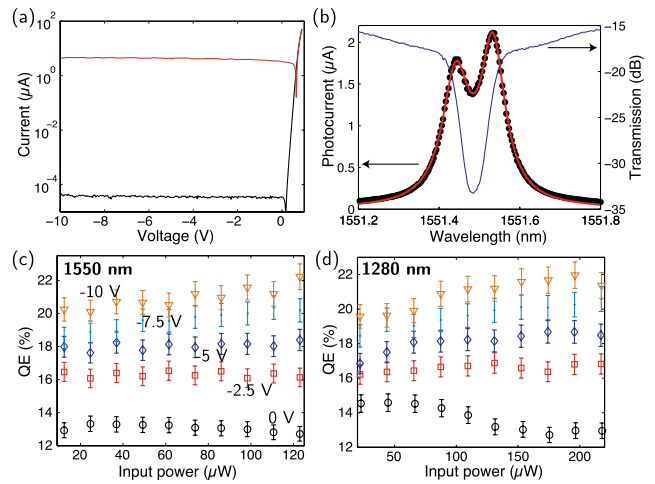 (a)
Current (µA)
10^2
10^0
10^-2
10^-4
-10 -8 -6 -4 -2 0
Voltage (V)
(b)
Photocurrent (µA)
2
1.5
1
0.5
0
-15
-20
-25
-30
-35
Transmission (dB)
1551.2 1551.4 1551.6 1551.8
Wavelength (nm)
(c)
1550 nm
QE (%)
22
20
18
16
14
12
-10 V
-7.5 V
-5 V
-2.5 V
0 V
20 40 60 80 100 120
Input power (µW)
(d)
1280 nm
QE (%)
22
20
18
16
14
12
50 100 150 200
Input power (µW)